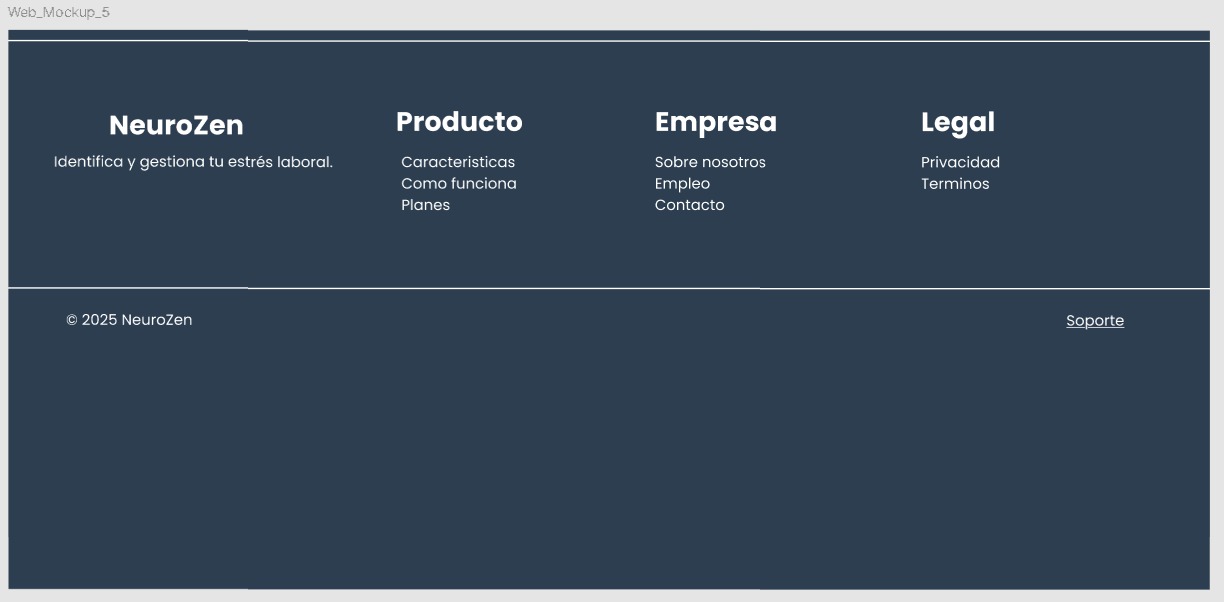 Web_Mockup_5
NeuroZen
Identifica y gestiona tu estrés laboral.
Producto
Caracteristicas
Como funciona
Planes
Empresa
Sobre nosotros
Empleo
Contacto
Legal
Privacidad
Terminos
© 2025 NeuroZen
Soporte